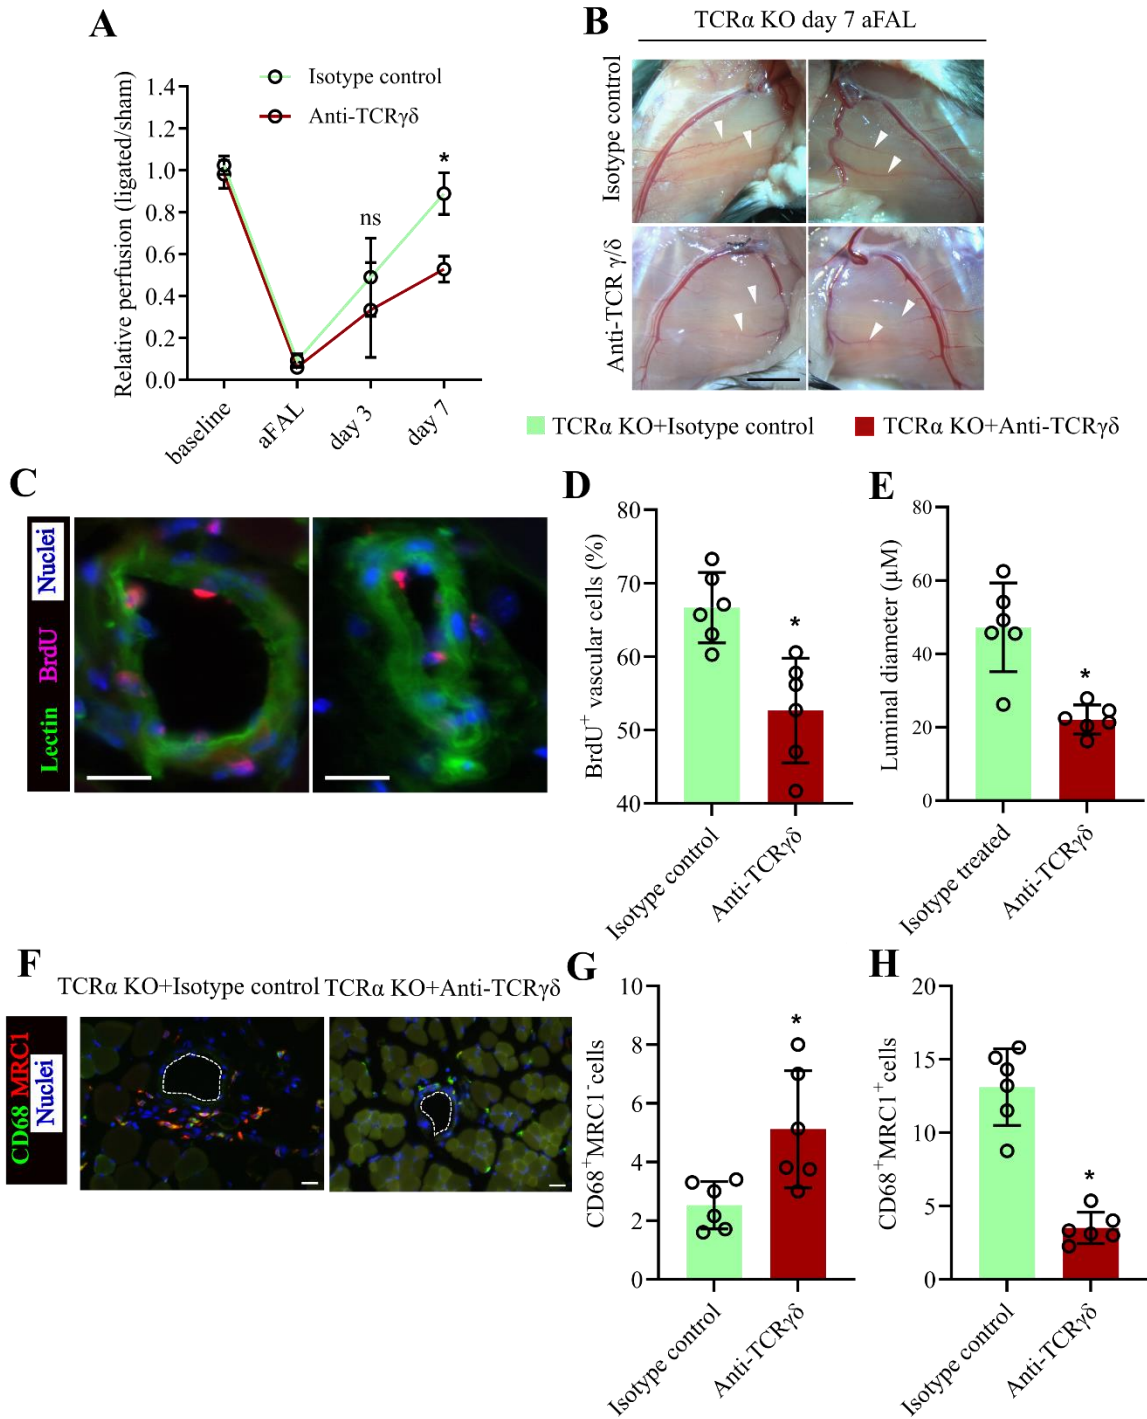 A
Isotype control
Anti-TCRγδ
Relative perfusion (ligated/sham)
1.4
1.2
1.0
0.8
0.6
0.4
0.2
0.0
ns
*
baseline
aFAL
day 3
day 7
B
TCRα KO day 7 aFAL
Isotype control
Anti-TCR γ/δ
TCRα KO+Isotype control
TCRα KO+Anti-TCRγδ
C
Lectin BrdU Nuclei
D
BrdU⁺ vascular cells (%)
80
70
60
50
40
*
Isotype control
Anti-TCRγδ
E
Luminal diameter (µM)
80
60
40
20
0
*
Isotype treated
Anti-TCRγδ
F
TCRα KO+Isotype control TCRα KO+Anti-TCRγδ
CD68 MRC1
Nuclei
G
CD68⁺MRC1⁻cells
10
8
6
4
2
0
*
Isotype control
Anti-TCRγδ
H
CD68⁺MRC1⁺cells
20
15
10
5
0
*
Isotype control
Anti-TCRγδ